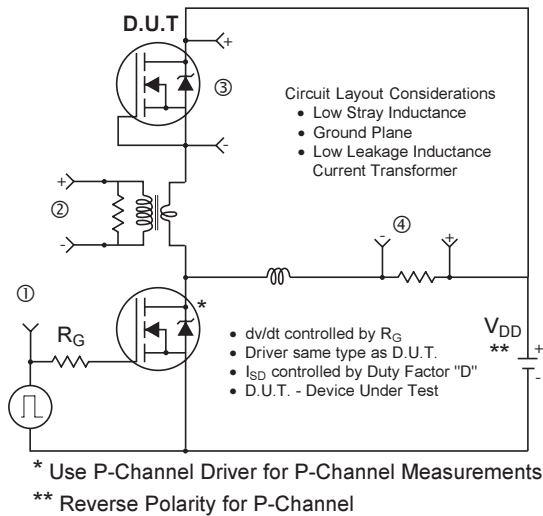 D.U.T
+
③
-
Circuit Layout Considerations
• Low Stray Inductance
• Ground Plane
• Low Leakage Inductance
Current Transformer
+
②
-
④
- +
①
R_G
*
• dv/dt controlled by R_G
• Driver same type as D.U.T.
• I_SD controlled by Duty Factor "D"
• D.U.T. - Device Under Test
V_DD
**
+
-
* Use P-Channel Driver for P-Channel Measurements
** Reverse Polarity for P-Channel